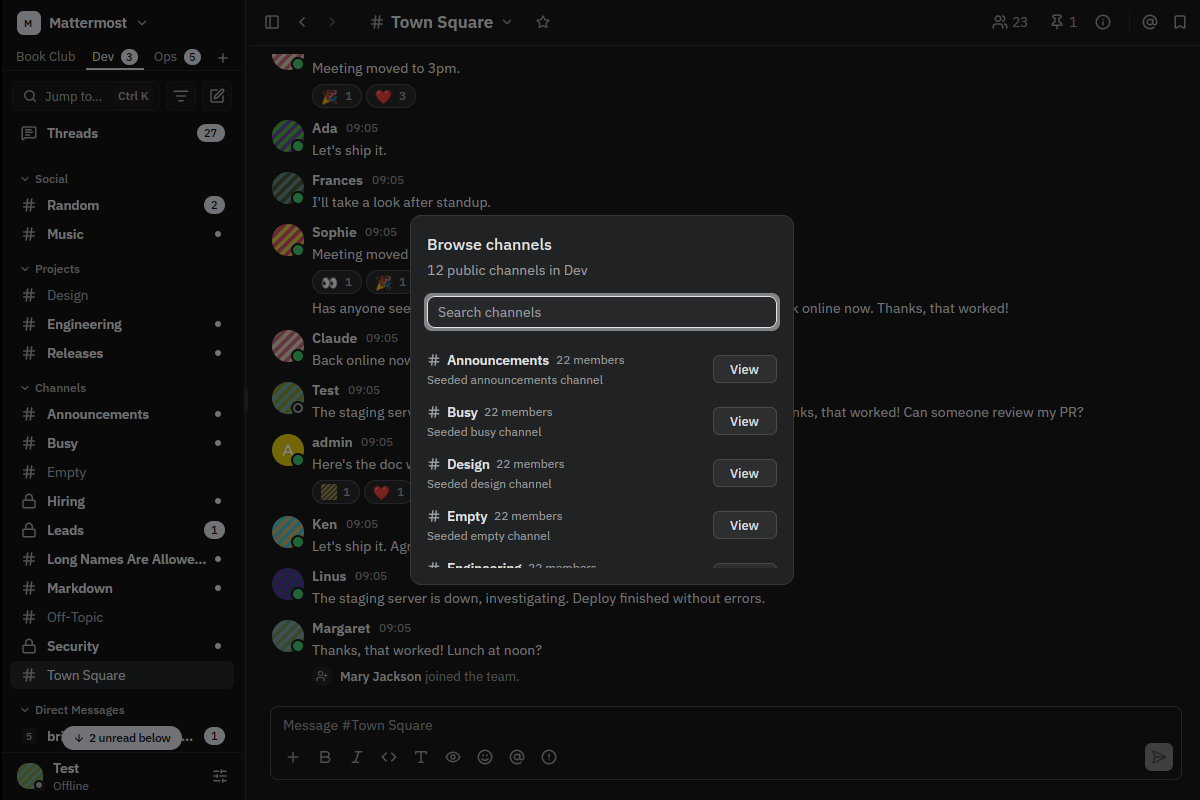 M Mattermost
Book Club Dev 3 Ops 5
Jump to... Ctrl K
Threads 27
Social
Random 2
Music
Projects
Design
Engineering
Releases
Channels
Announcements
Busy
Empty
Hiring
Leads 1
Long Names Are Allowe...
Markdown
Off-Topic
Security
Town Square
Direct Messages
5 ... 1
2 unread below
Test
Offline
Town Square 23 1
Meeting moved to 3pm.
1 3
Ada 09:05
Let's ship it.
Frances 09:05
I'll take a look after standup.
Sophie 09:05
Meeting moved
1 1
Has anyone see
online now. Thanks, that worked!
Claude 09:05
Back online now
Test 09:05
The staging
that worked! Can someone review my PR?
A admin 09:05
Here's the doc
1 1
Ken 09:05
Let's ship it.
Linus 09:05
The staging server is down, investigating. Deploy finished without errors.
Margaret 09:05
Thanks, that worked! Lunch at noon?
Mary Jackson joined the team.
Message #Town Square
Browse channels
12 public channels in Dev
Search channels
# Announcements 22 members
Seeded announcements channel
View
# Busy 22 members
Seeded busy channel
View
# Design 22 members
Seeded design channel
View
# Empty 22 members
Seeded empty channel
View
# Engineering 22 members